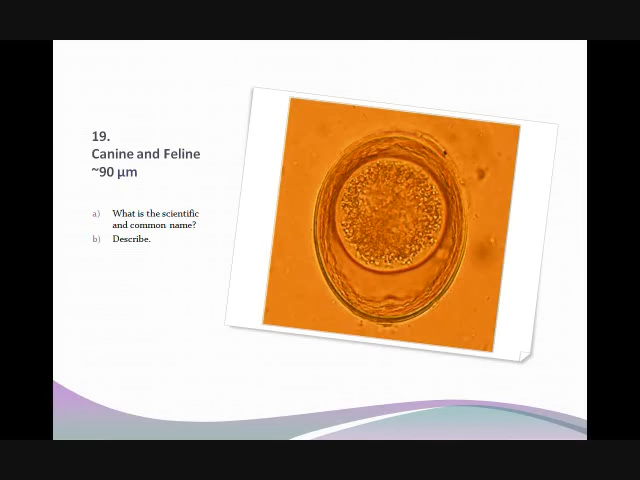 19.
Canine and Feline
~90 µm
a) What is the scientific
and common name?
b) Describe.